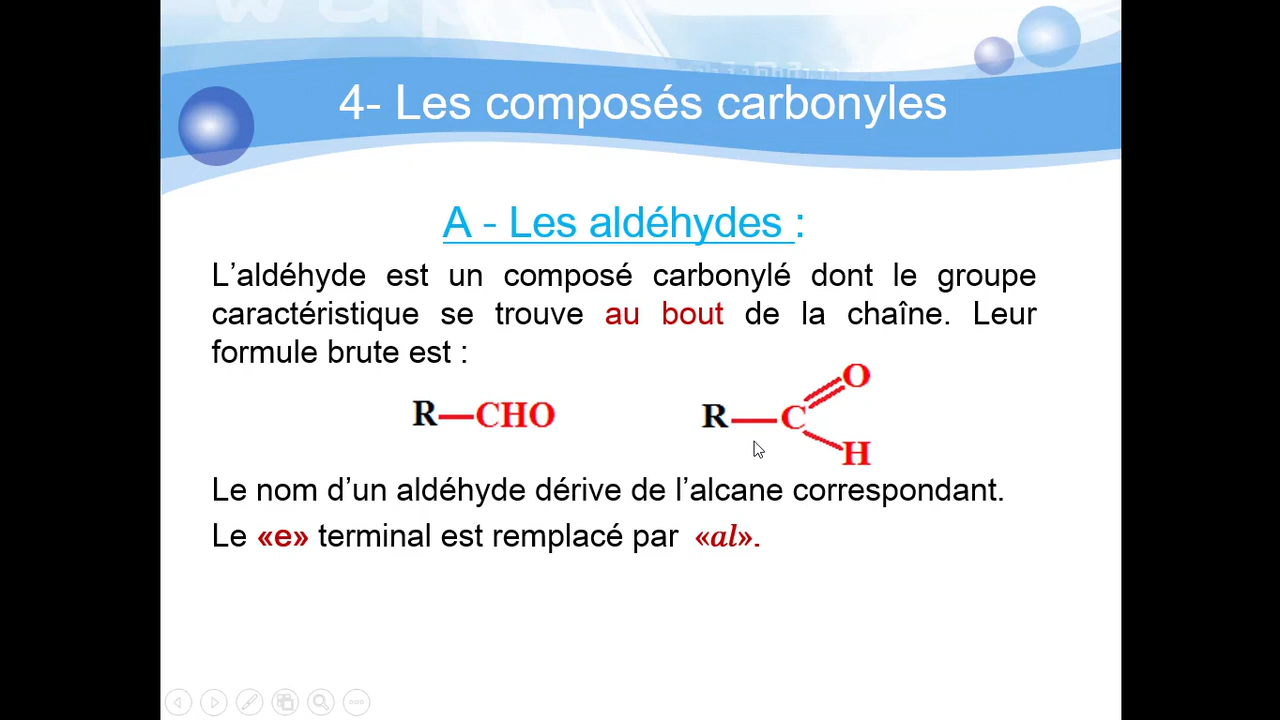 4- Les composés carbonyles
A - Les aldéhydes :
L’aldéhyde est un composé carbonylé dont le groupe
caractéristique se trouve au bout de la chaîne. Leur
formule brute est :
R—CHO
R—C
O
H
Le nom d’un aldéhyde dérive de l’alcane correspondant.
Le «e» terminal est remplacé par «al».